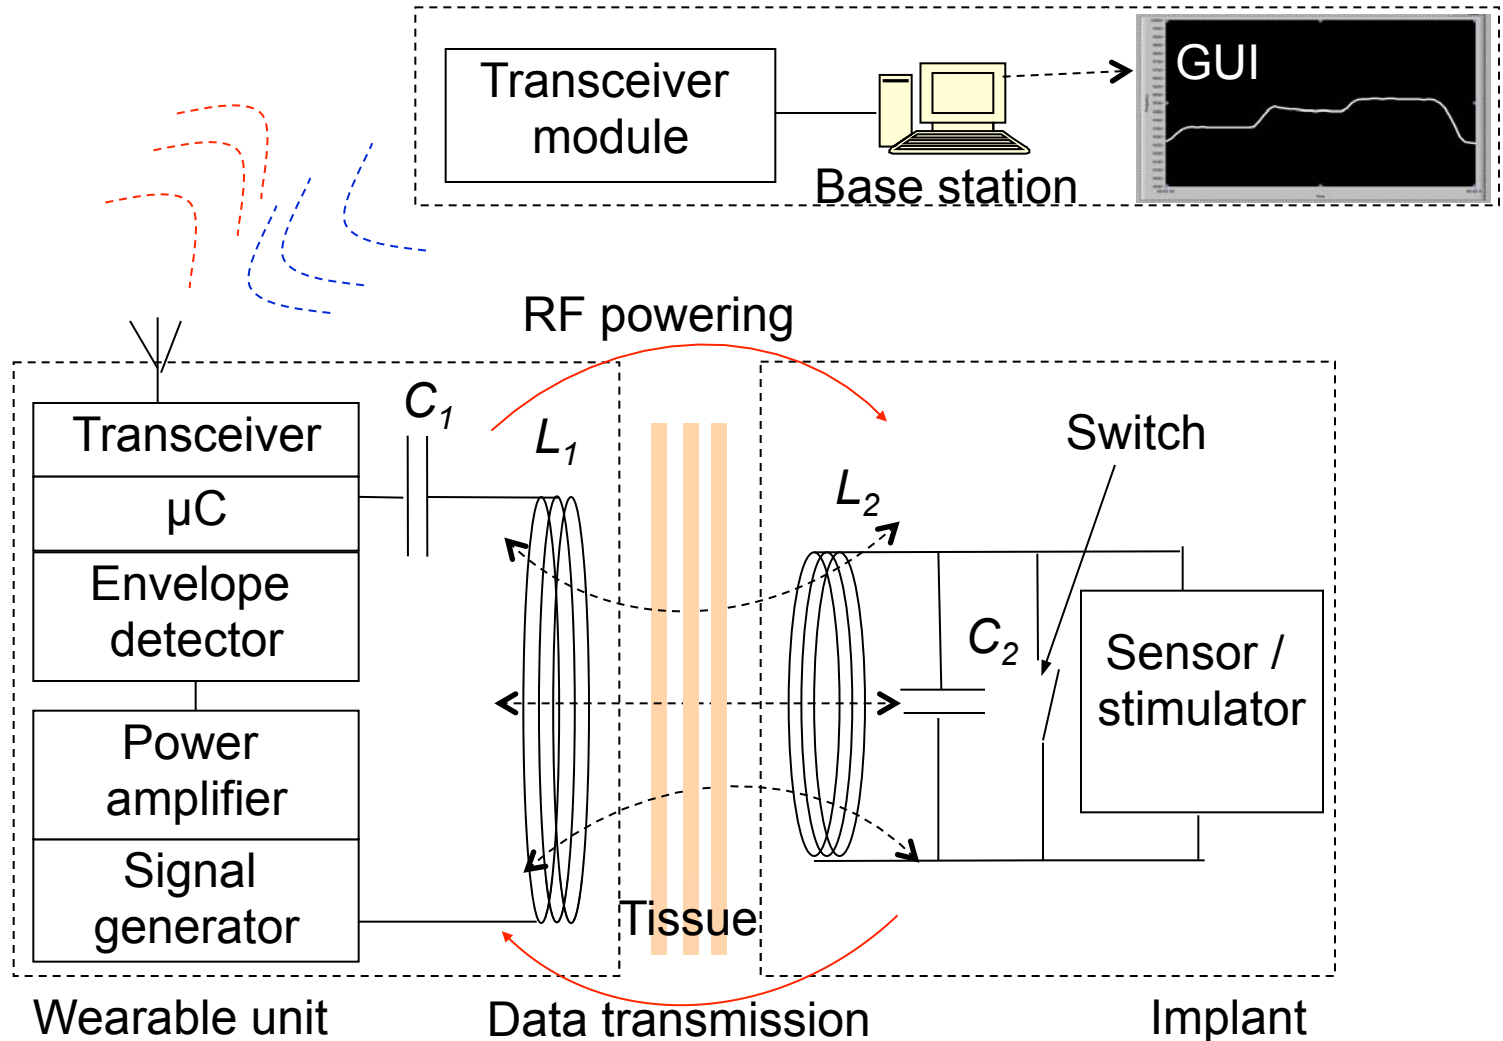 Transceiver
module
Base station
GUI
RF powering
C1
L1
Transceiver
µC
Envelope
detector
Power
amplifier
Signal
generator
Tissue
L2
Switch
C2
Sensor /
stimulator
Wearable unit
Data transmission
Implant